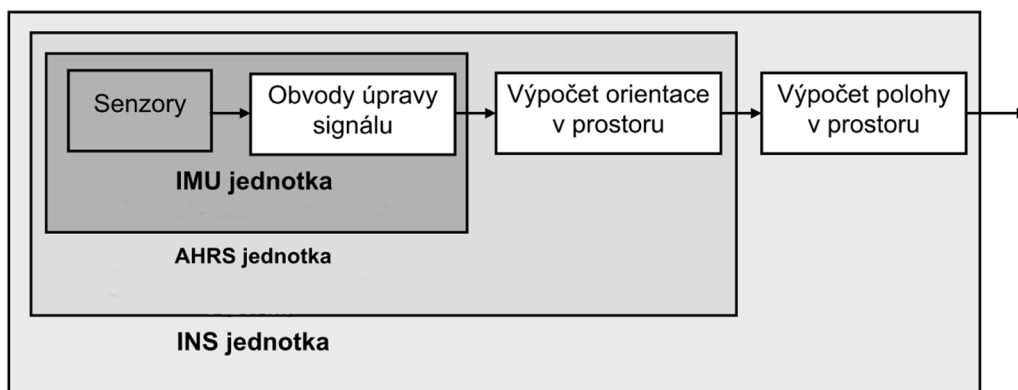 Senzory
Obvody úpravy
signálu
Výpočet orientace
v prostoru
Výpočet polohy
v prostoru
IMU jednotka
AHRS jednotka
INS jednotka